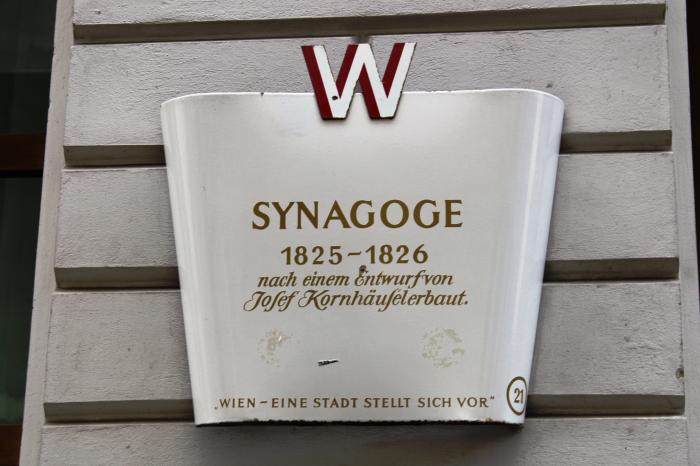 W
SYNAGOGE
1825-1826
nach einem Entwurf von
Joſef Kornhäuſel erbaut.
„WIEN - EINE STADT STELLT SICH VOR"
21